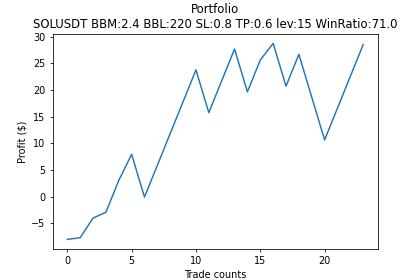 Portfolio
SOLUSDT BBM:2.4 BBL:220 SL:0.8 TP:0.6 lev:15 WinRatio:71.0
30
25
20
15
10
5
0
−5
Profit ($)
0 5 10 15 20
Trade counts